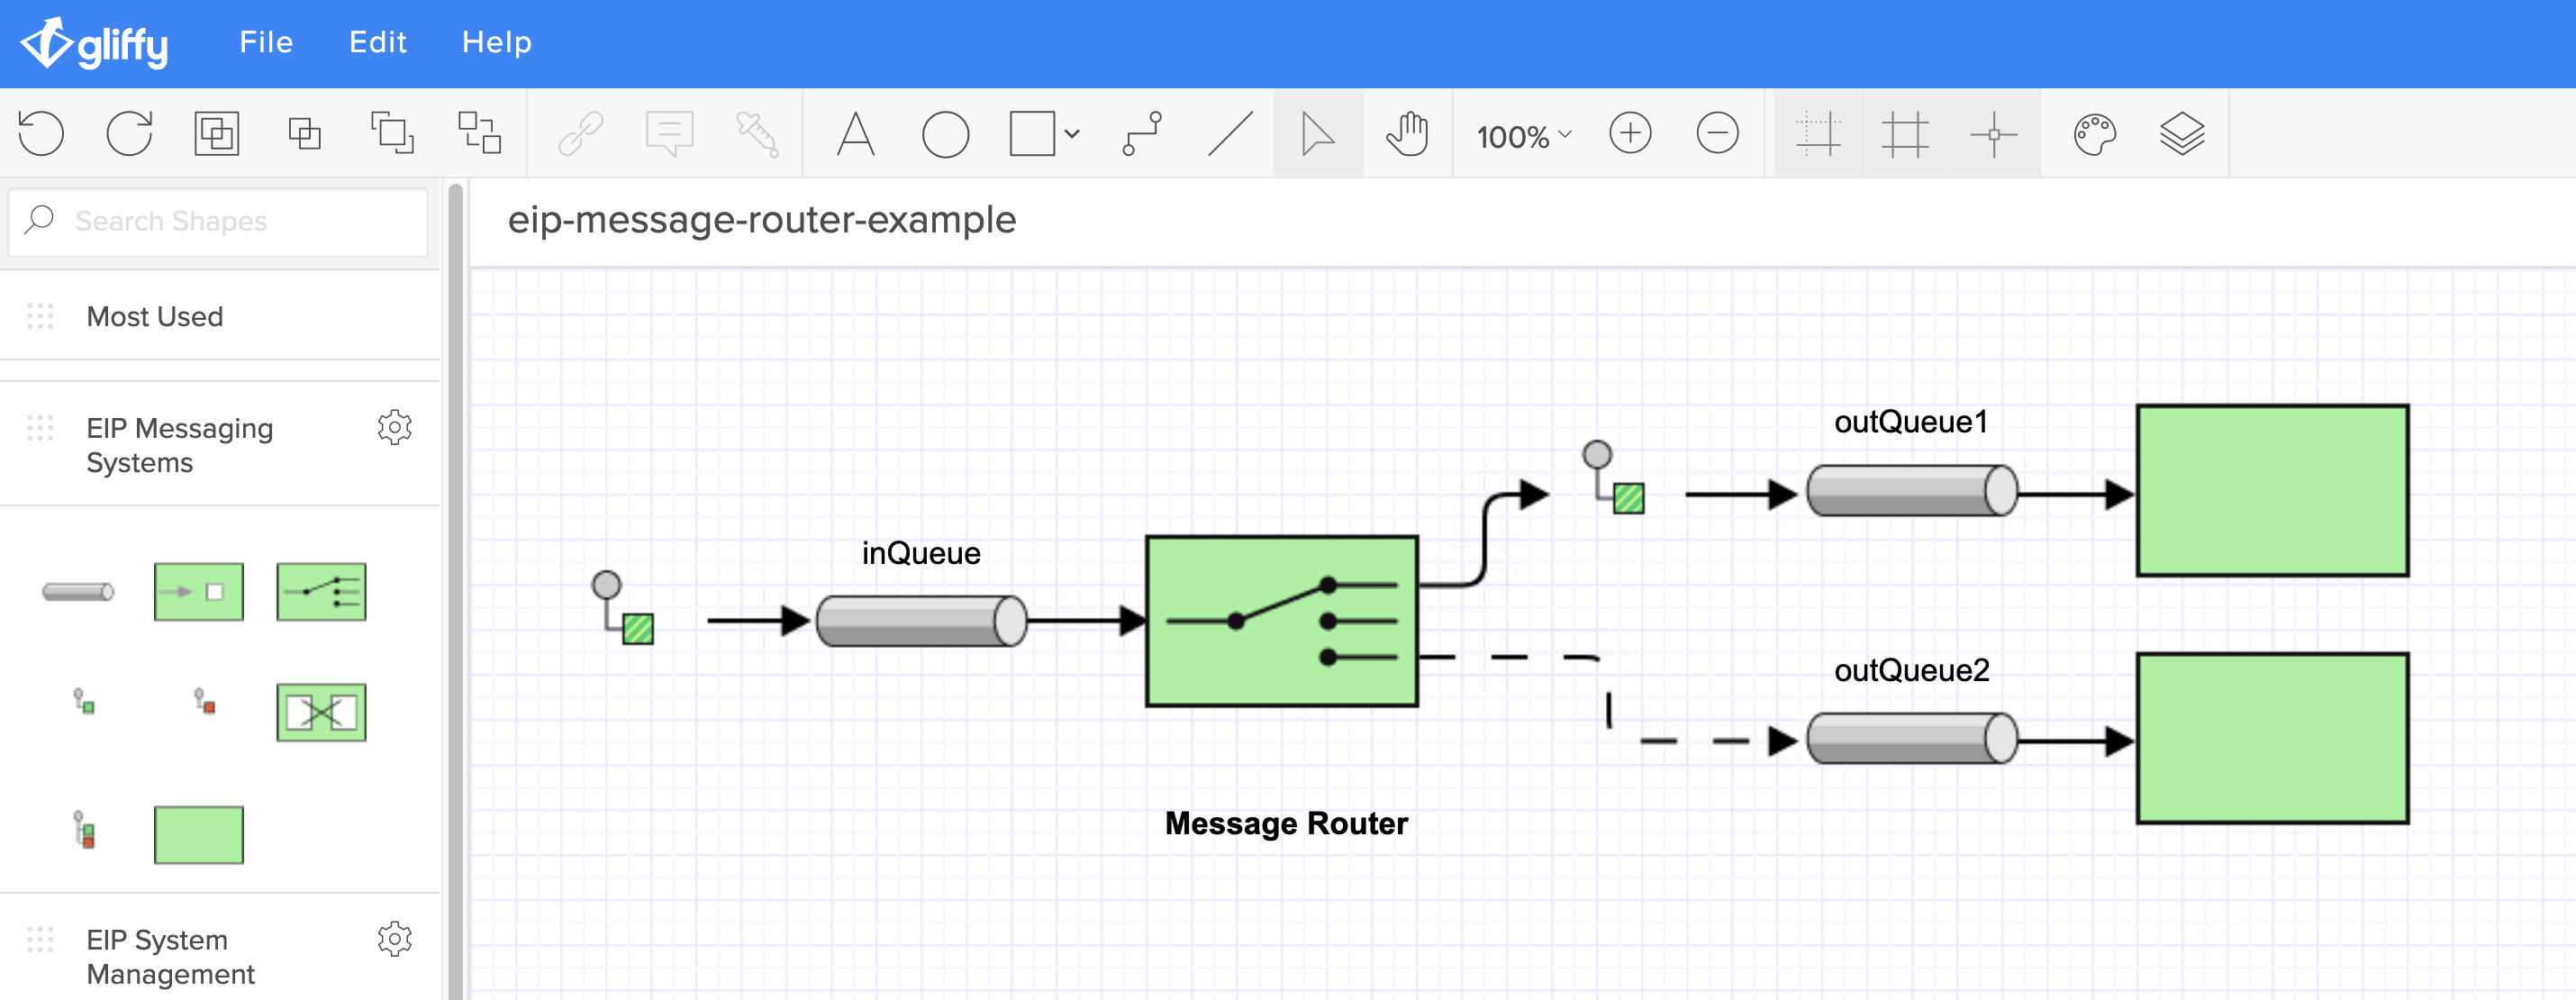 gliffy File Edit Help
100%
Search Shapes
eip-message-router-example
Most Used
EIP Messaging
Systems
outQueue1
inQueue
outQueue2
Message Router
EIP System
Management